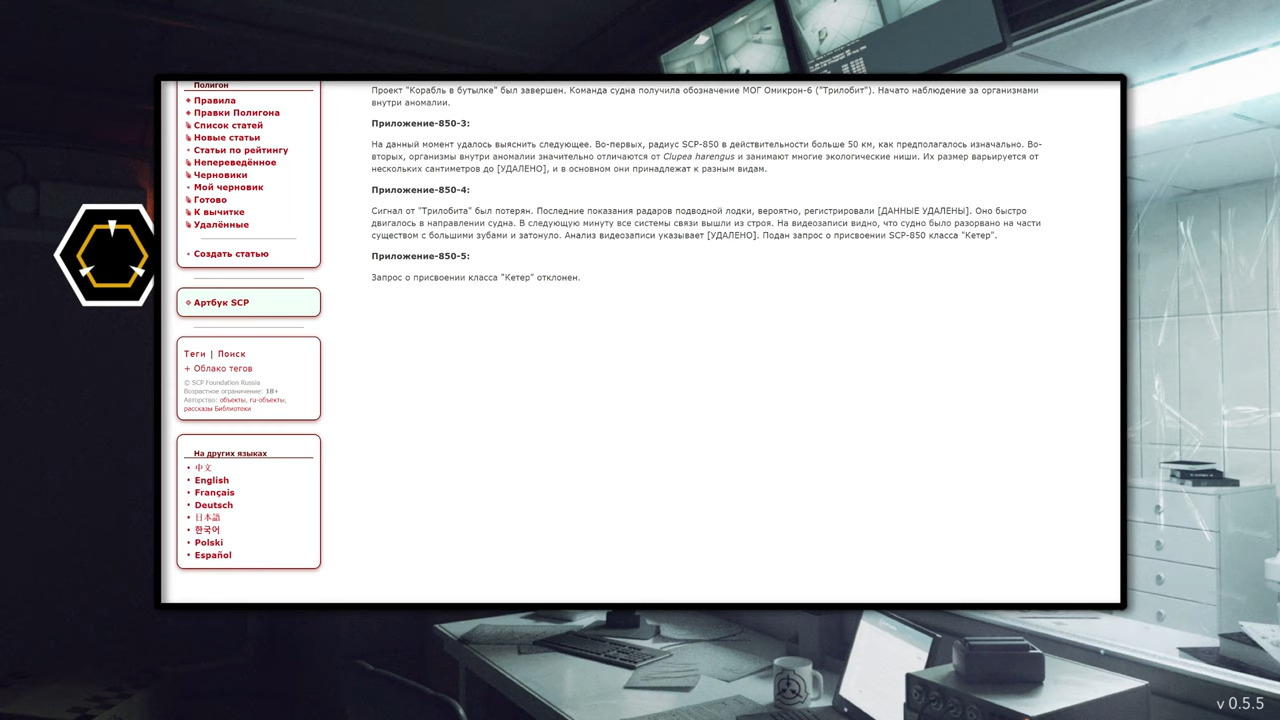 Полигон
Правила
Правки Полигона
Список статей
Новые статьи
Статьи по рейтингу
Непереведённое
Черновики
Мой черновик
Готово
К вычитке
Удалённые
Создать статью
Артбук SCP
Теги | Поиск
+ Облако тегов
© SCP Foundation Russia
Возрастное ограничение: 18+
Авторство: объекты, ru-объекты,
рассказы Библиотеки
На других языках
中文
English
Français
Deutsch
日本語
한국어
Polski
Español
Проект "Корабль в бутылке" был завершен. Команда судна получила обозначение МОГ Омикрон-6 ("Трилобит"). Начато наблюдение за организмами
внутри аномалии.
Приложение-850-3:
На данный момент удалось выяснить следующее. Во-первых, радиус SCP-850 в действительности больше 50 км, как предполагалось изначально. Во-
вторых, организмы внутри аномалии значительно отличаются от Clupea harengus и занимают многие экологические ниши. Их размер варьируется от
нескольких сантиметров до [УДАЛЕНО], и в основном они принадлежат к разным видам.
Приложение-850-4:
Сигнал от "Трилобита" был потерян. Последние показания радаров подводной лодки, вероятно, регистрировали [ДАННЫЕ УДАЛЕНЫ]. Оно быстро
двигалось в направлении судна. В следующую минуту все системы связи вышли из строя. На видеозаписи видно, что судно было разорвано на части
существом с большими зубами и затонуло. Анализ видеозаписи указывает [УДАЛЕНО]. Подан запрос о присвоении SCP-850 класса "Кетер".
Приложение-850-5:
Запрос о присвоении класса "Кетер" отклонен.
v 0.5.5